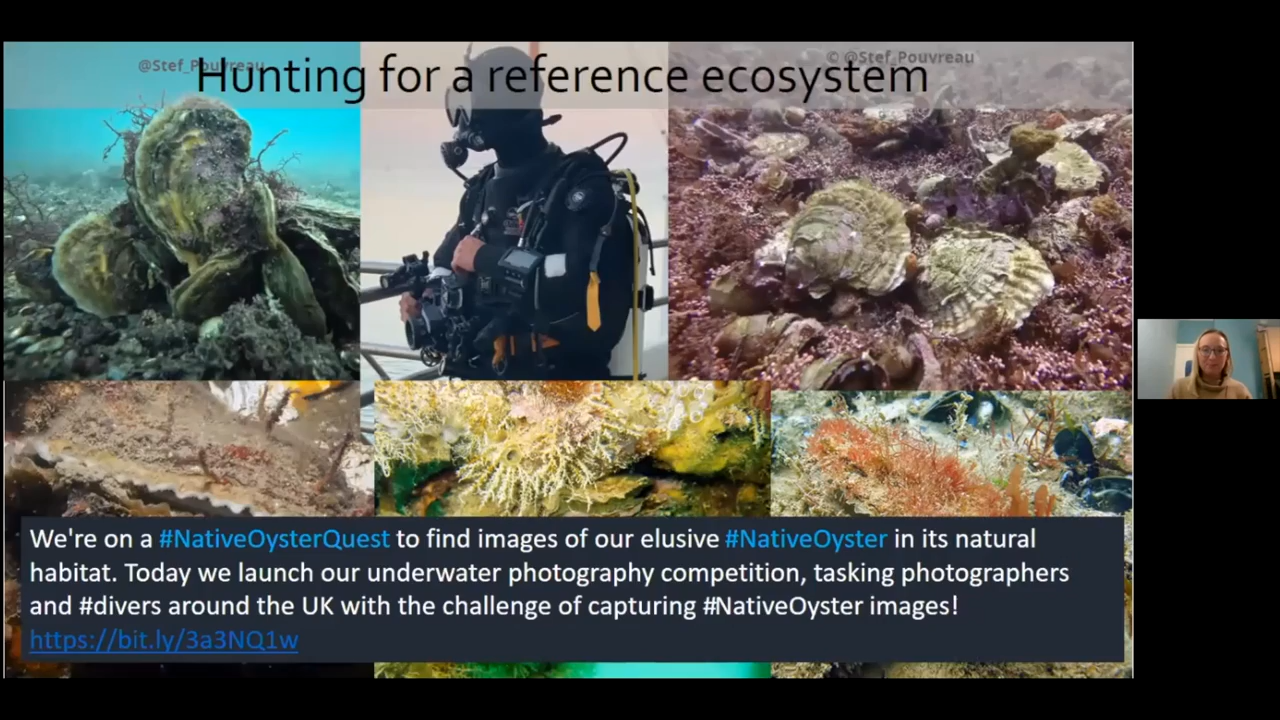 @Stef_Pouvreau
© @Stef_Pouvreau
Hunting for a reference ecosystem
We're on a #NativeOysterQuest to find images of our elusive #NativeOyster in its natural
habitat. Today we launch our underwater photography competition, tasking photographers
and #divers around the UK with the challenge of capturing #NativeOyster images!
https://bit.ly/3a3NQ1w